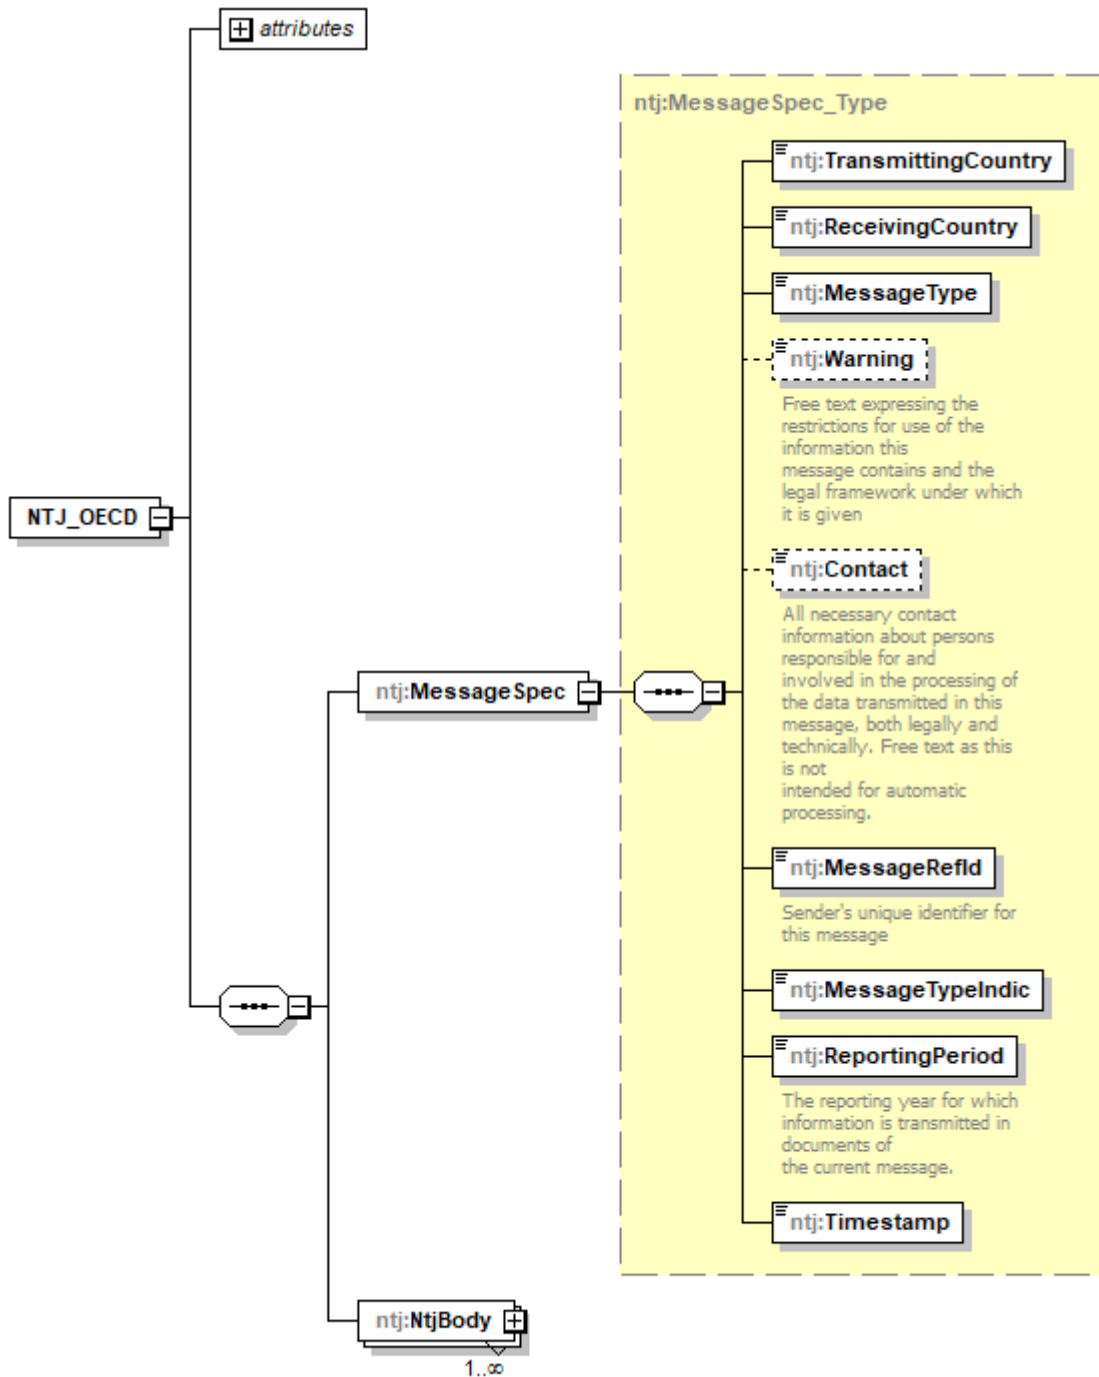 attributes
ntj:MessageSpec_Type
ntj:TransmittingCountry
ntj:ReceivingCountry
ntj:MessageType
ntj:Warning
Free text expressing the
restrictions for use of the
information this
message contains and the
legal framework under which
it is given
NTJ_OECD
ntj:Contact
All necessary contact
information about persons
responsible for and
involved in the processing of
the data transmitted in this
message, both legally and
technically. Free text as this
is not
intended for automatic
processing.
ntj:MessageSpec
ntj:MessageRefId
Sender's unique identifier for
this message
ntj:MessageTypeIndic
ntj:ReportingPeriod
The reporting year for which
information is transmitted in
documents of
the current message.
ntj:Timestamp
ntj:NtjBody
1..∞